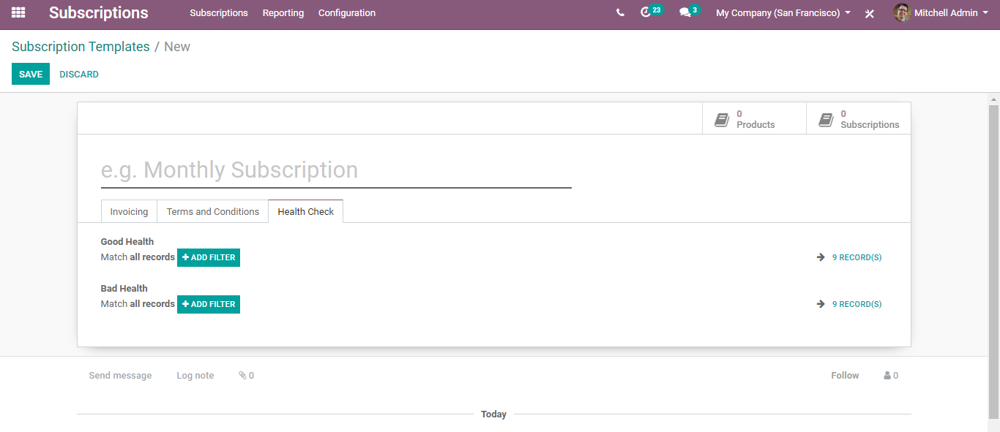 Subscriptions Subscriptions Reporting Configuration 23 3 My Company (San Francisco) Mitchell Admin
Subscription Templates / New
SAVE DISCARD
0 Products
0 Subscriptions
e.g. Monthly Subscription
Invoicing Terms and Conditions Health Check
Good Health
Match all records ADD FILTER 9 RECORD(S)
Bad Health
Match all records ADD FILTER 9 RECORD(S)
Send message Log note 0 Follow 0
Today